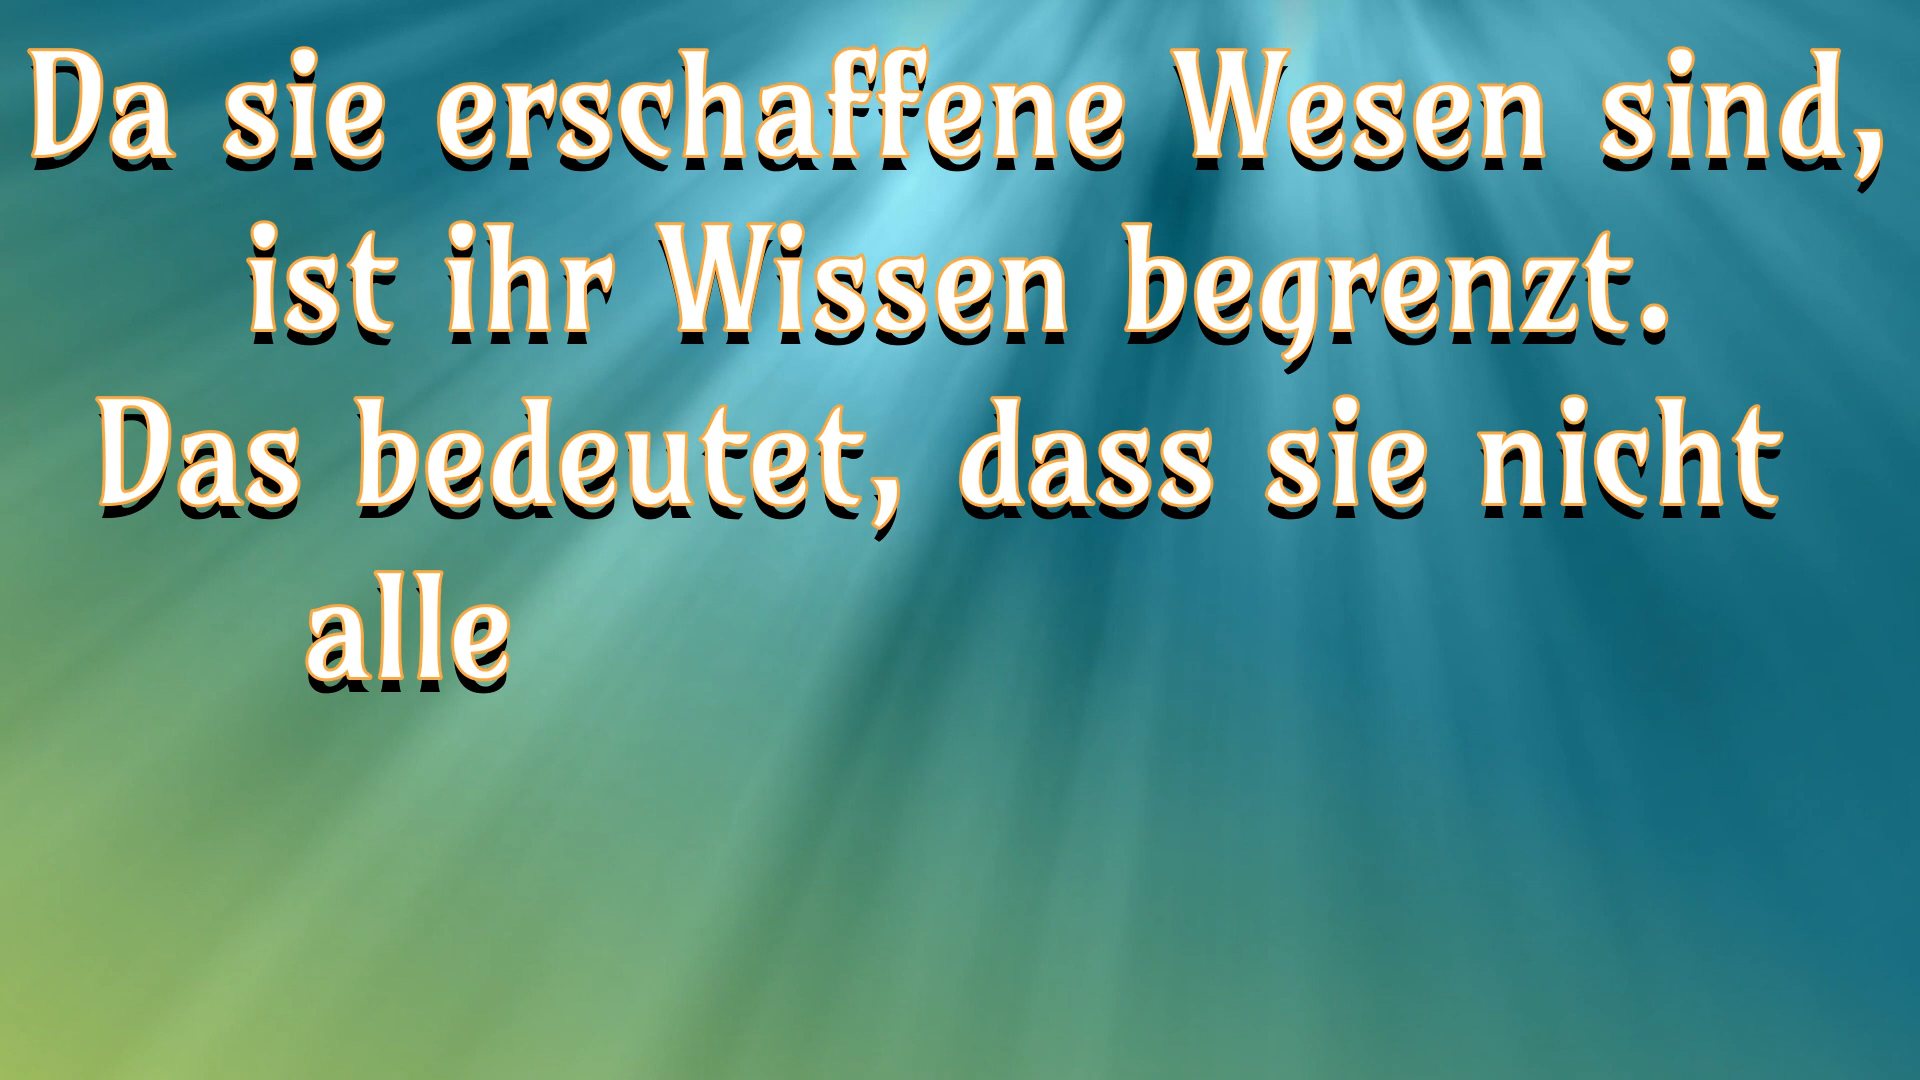 Da sie erschaffene Wesen sind,
ist ihr Wissen begrenzt.
Das bedeutet, dass sie nicht
alle